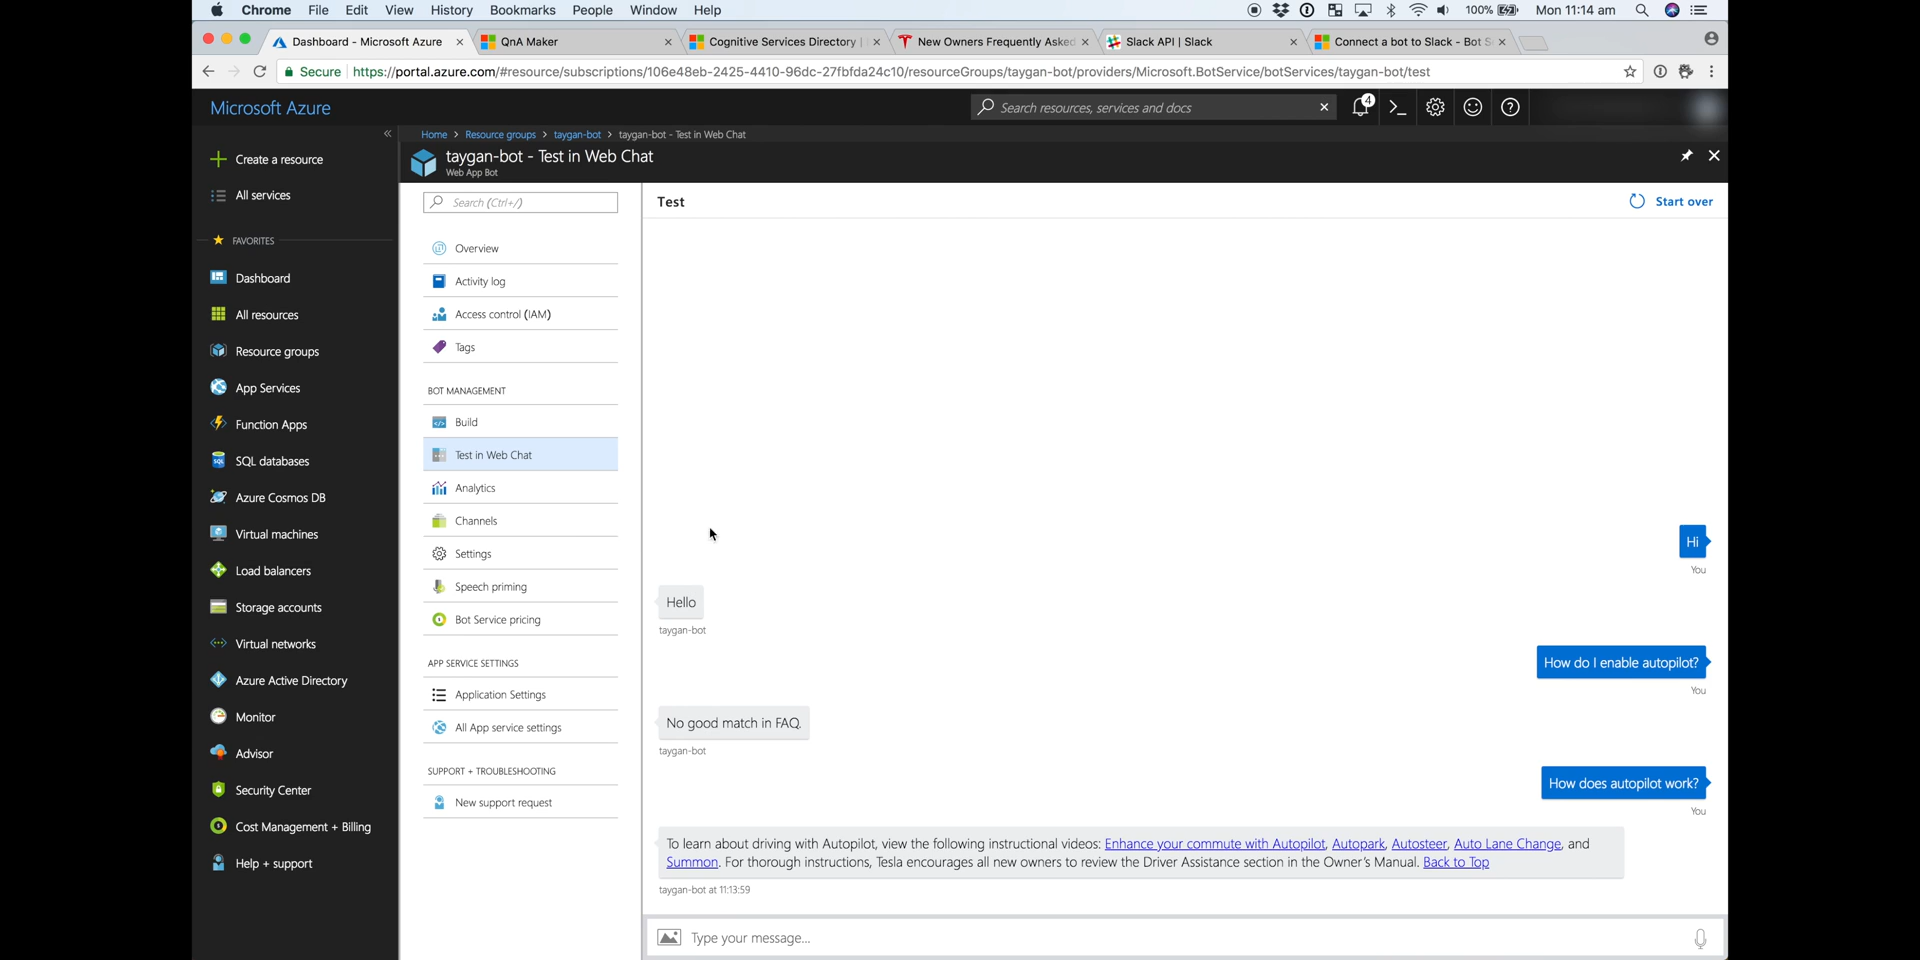 Chrome File Edit View History Bookmarks People Window Help 100% Mon 11:14 am
Dashboard - Microsoft Azure
QnA Maker
Cognitive Services Directory |
New Owners Frequently Asked
Slack API | Slack
Connect a bot to Slack - Bot S
Secure https://portal.azure.com/#resource/subscriptions/106e48eb-2425-4410-96dc-27fbfda24c10/resourceGroups/taygan-bot/providers/Microsoft.BotService/botServices/taygan-bot/test
Microsoft Azure
Search resources, services and docs
4
Home > Resource groups > taygan-bot > taygan-bot - Test in Web Chat
taygan-bot - Test in Web Chat
Web App Bot
Create a resource
All services
FAVORITES
Dashboard
All resources
Resource groups
App Services
Function Apps
SQL databases
Azure Cosmos DB
Virtual machines
Load balancers
Storage accounts
Virtual networks
Azure Active Directory
Monitor
Advisor
Security Center
Cost Management + Billing
Help + support
Search (Ctrl+/)
Overview
Activity log
Access control (IAM)
Tags
BOT MANAGEMENT
Build
Test in Web Chat
Analytics
Channels
Settings
Speech priming
Bot Service pricing
APP SERVICE SETTINGS
Application Settings
All App service settings
SUPPORT + TROUBLESHOOTING
New support request
Test
Start over
Hi
You
Hello
taygan-bot
How do I enable autopilot?
You
No good match in FAQ.
taygan-bot
How does autopilot work?
You
To learn about driving with Autopilot, view the following instructional videos: Enhance your commute with Autopilot, Autopark, Autosteer, Auto Lane Change, and
Summon. For thorough instructions, Tesla encourages all new owners to review the Driver Assistance section in the Owner's Manual. Back to Top
taygan-bot at 11:13:59
Type your message...